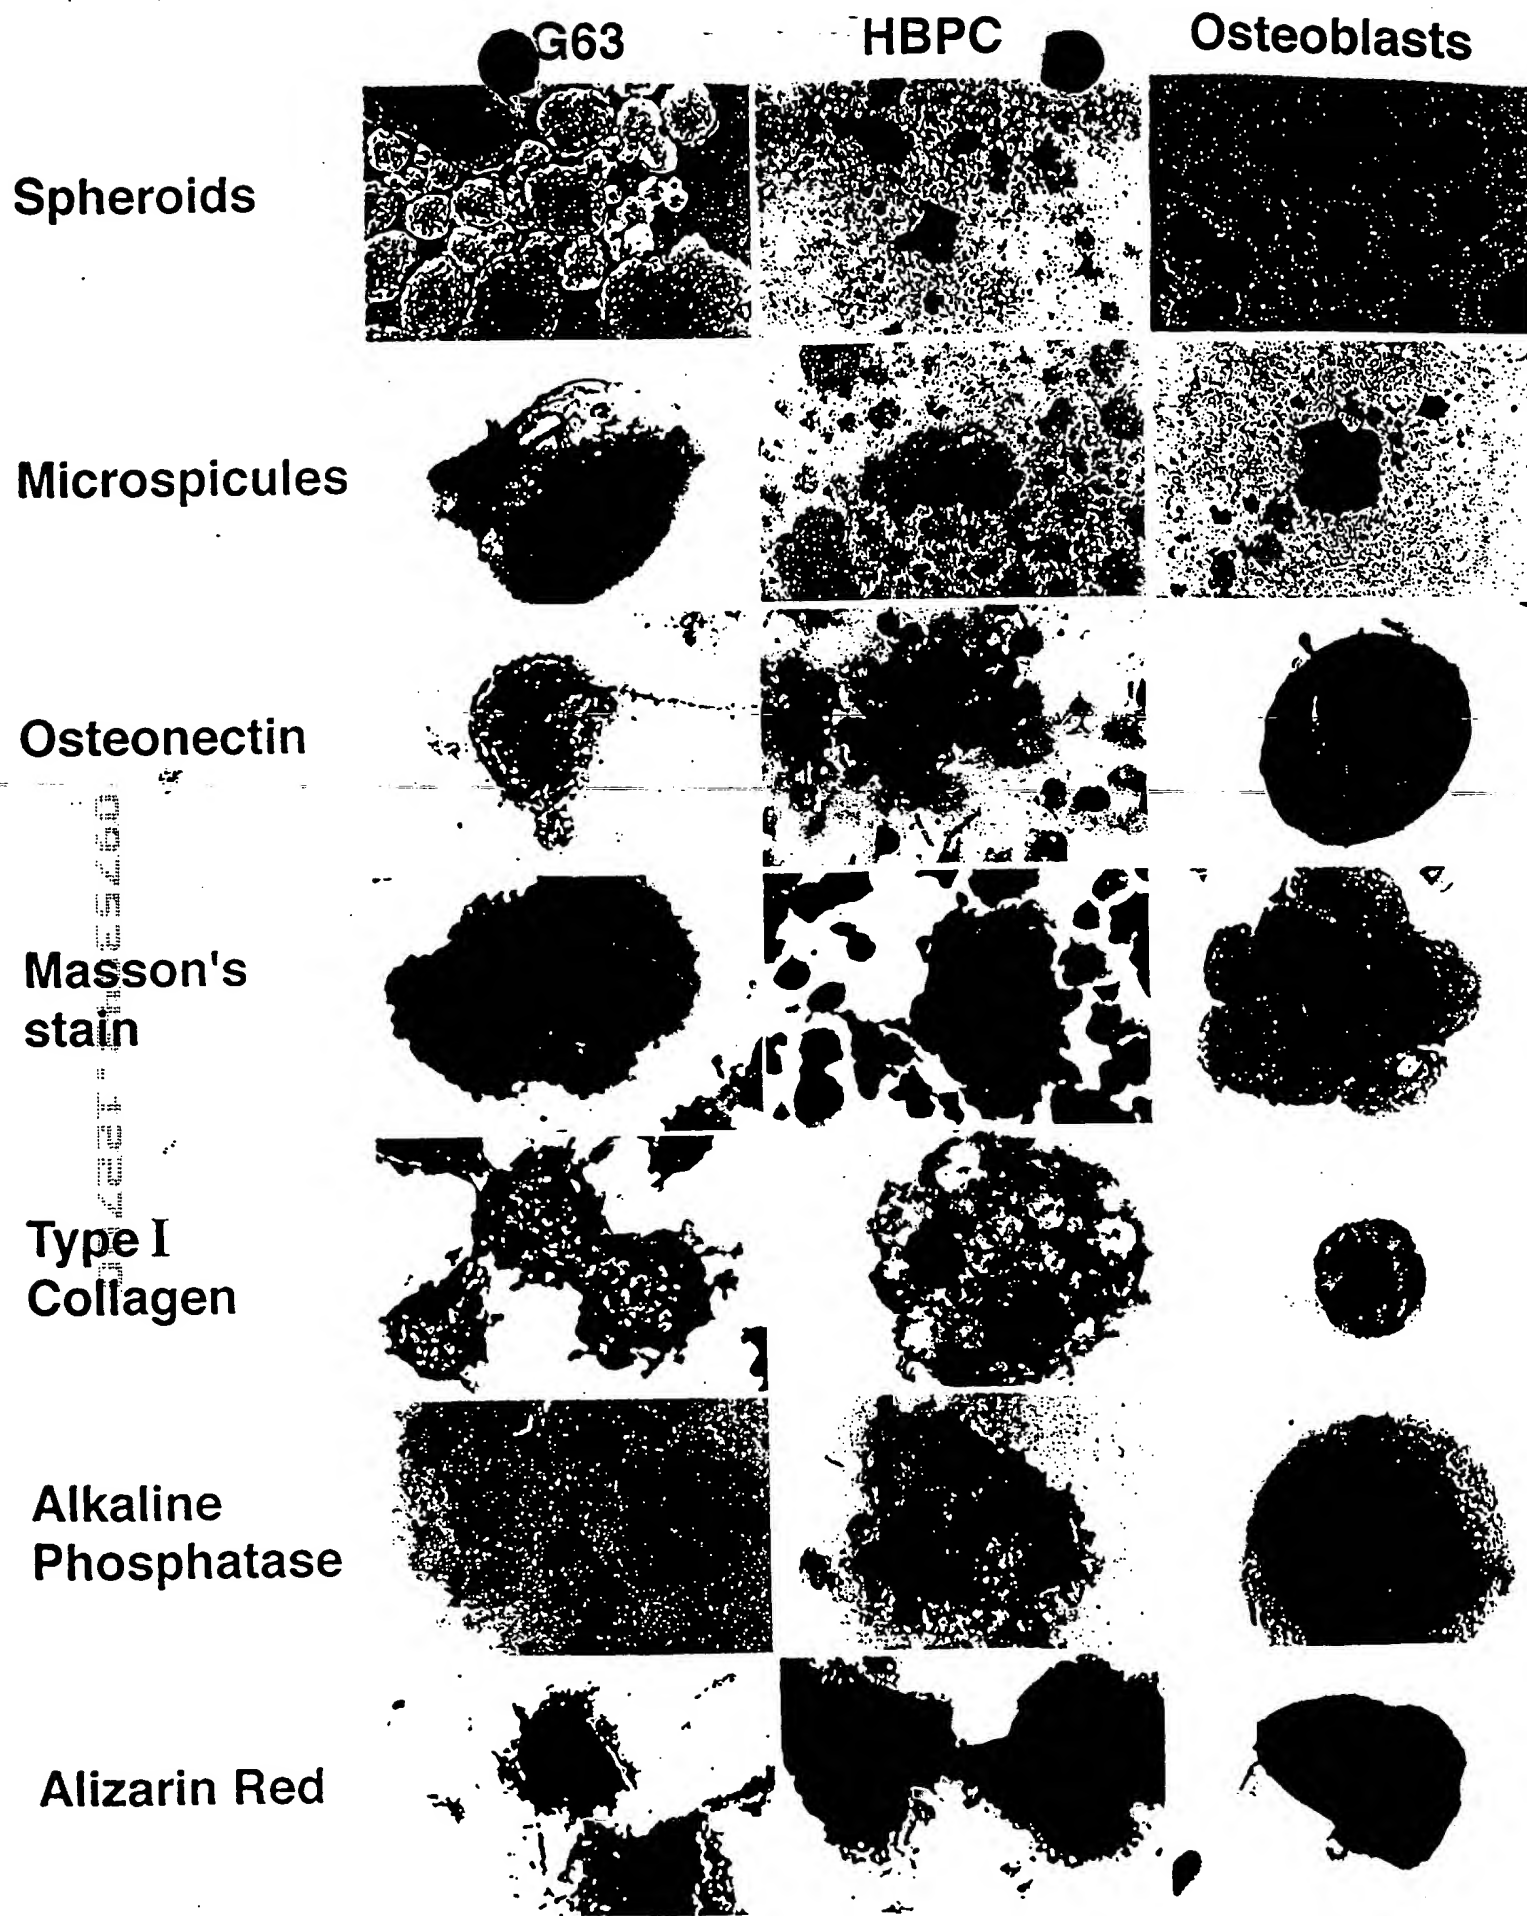 G63 HBPC Osteoblasts
Spheroids
Microspicules
Osteonectin
Masson's
stain
Type I
Collagen
Alkaline
Phosphatase
Alizarin Red